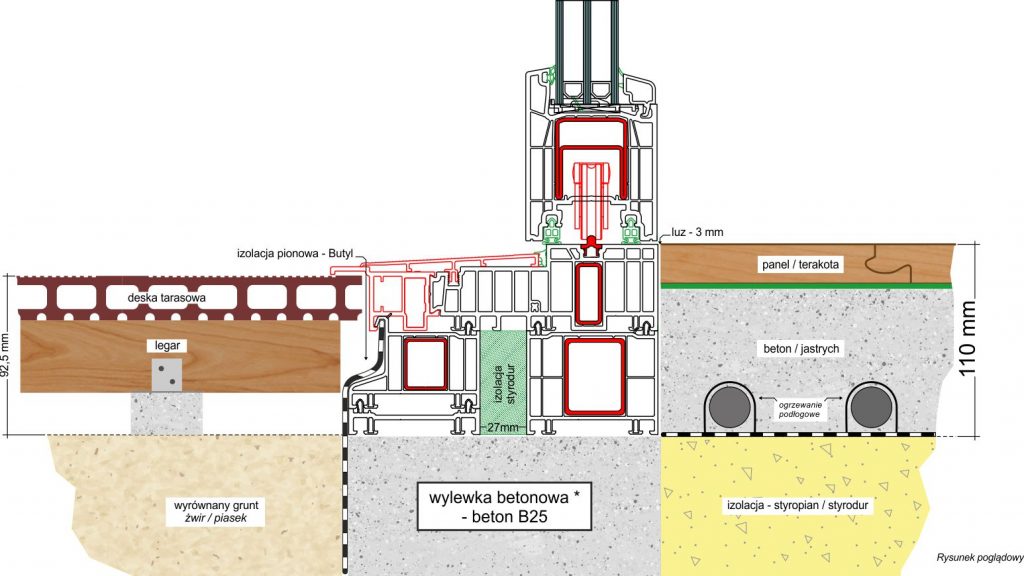 luz - 3 mm
izolacja pionowa - Butyl
panel / terakota
deska tarasowa
92,5 mm
legar
beton / jastrych
110 mm
izolacja
styrodur
27mm
ogrzewanie
podłogowe
wylewka betonowa *
- beton B25
wyrównany grunt
żwir / piasek
izolacja - styropian / styrodur
Rysunek poglądowy